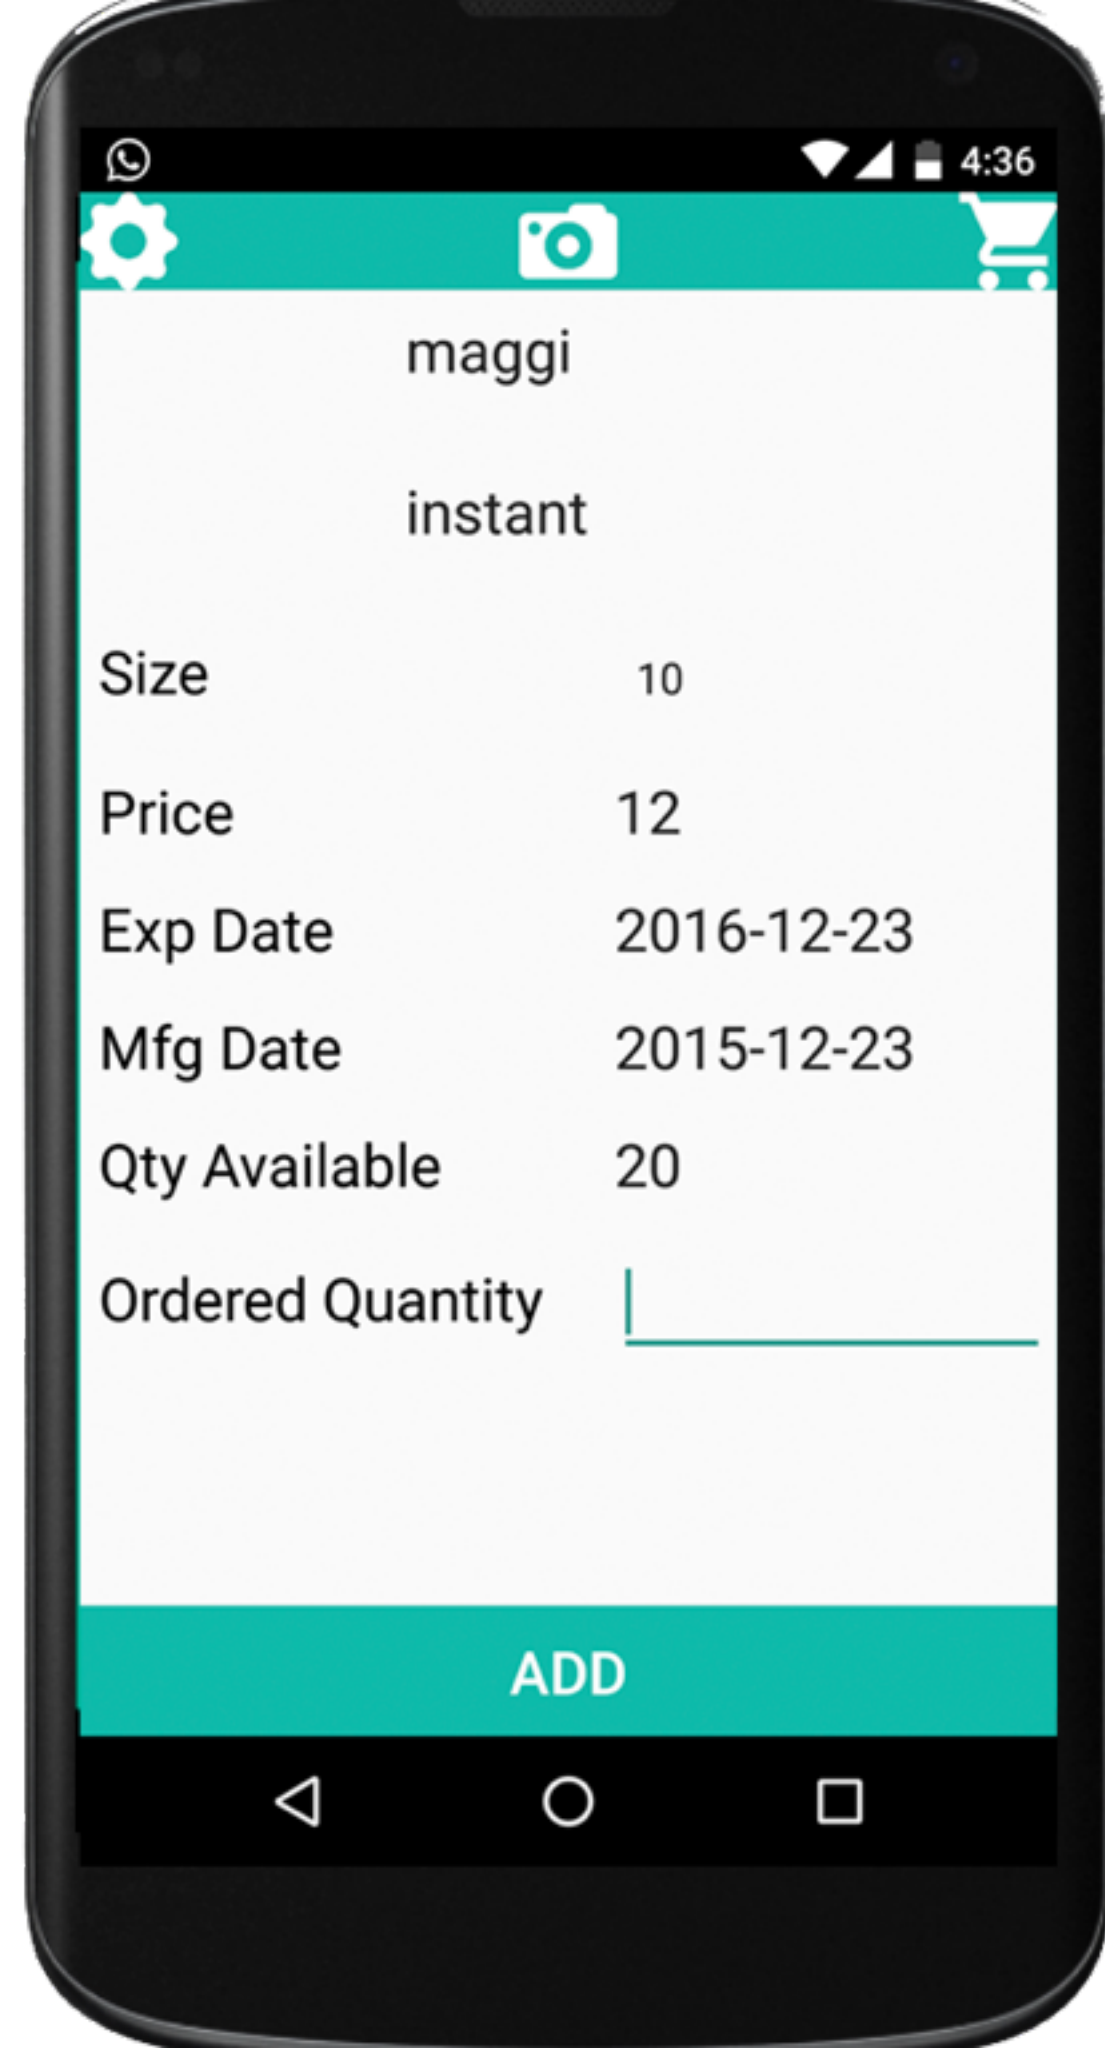 4:36
maggi
instant
Size 10
Price 12
Exp Date 2016-12-23
Mfg Date 2015-12-23
Qty Available 20
Ordered Quantity
ADD